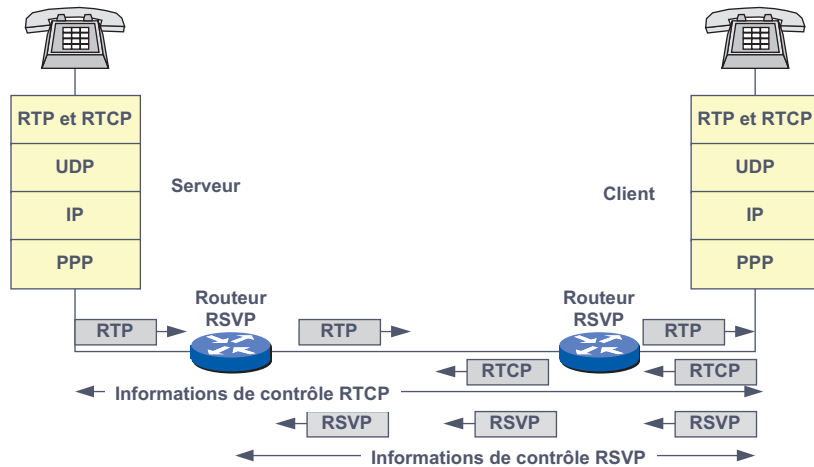 RTP et RTCP
UDP
IP
PPP
Serveur
Client
RTP et RTCP
UDP
IP
PPP
Routeur
RSVP
Routeur
RSVP
RTP
RTP
RTP
RTCP
RTCP
Informations de contrôle RTCP
RSVP
RSVP
RSVP
Informations de contrôle RSVP